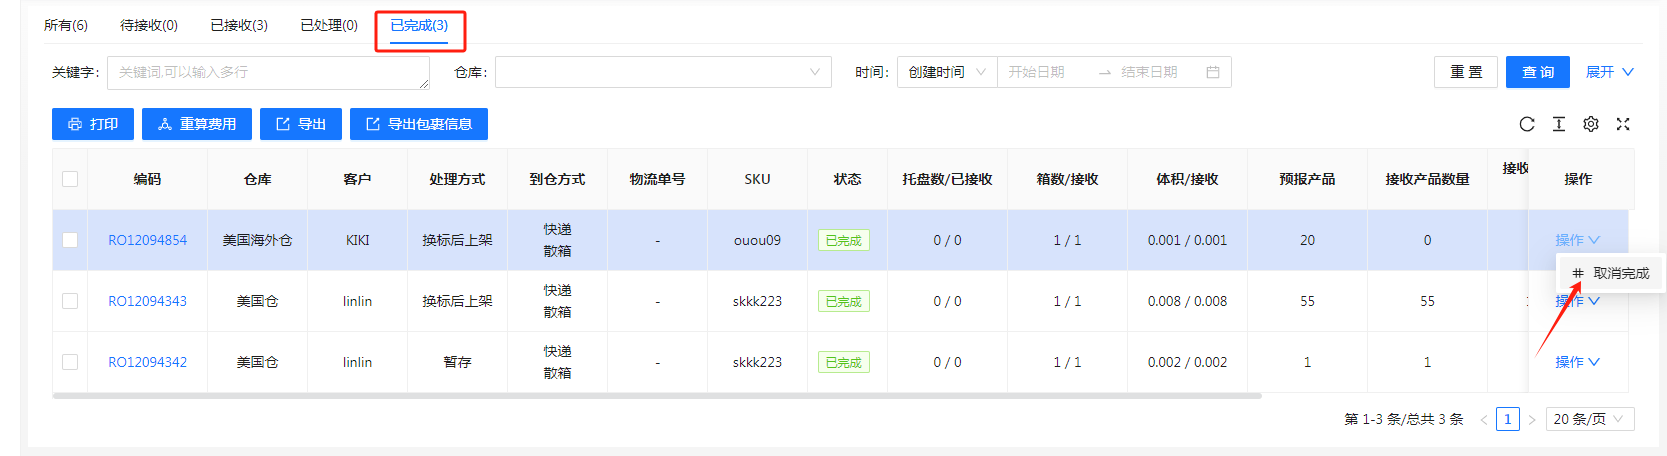 所有(6) 待接收(0) 已接收(3) 已处理(0) 已完成(3)
关键字: 关键词,可以输入多行 仓库: 时间: 创建时间 开始日期 → 结束日期 重 置 查 询 展开
打印 重算费用 导出 导出包裹信息
编码 仓库 客户 处理方式 到仓方式 物流单号 SKU 状态 托盘数/已接收 箱数/接收 体积/接收 预报产品 接收产品数量 接收 操作
RO12094854 美国海外仓 KIKI 换标后上架 快递 散箱 - ouou09 已完成 0 / 0 1 / 1 0.001 / 0.001 20 0 操作
取消完成
RO12094343 美国仓 linlin 换标后上架 快递 散箱 - skkk223 已完成 0 / 0 1 / 1 0.008 / 0.008 55 55 操作
RO12094342 美国仓 linlin 暂存 快递 散箱 - skkk223 已完成 0 / 0 1 / 1 0.002 / 0.002 1 1 操作
第 1-3 条/总共 3 条 < 1 > 20 条/页